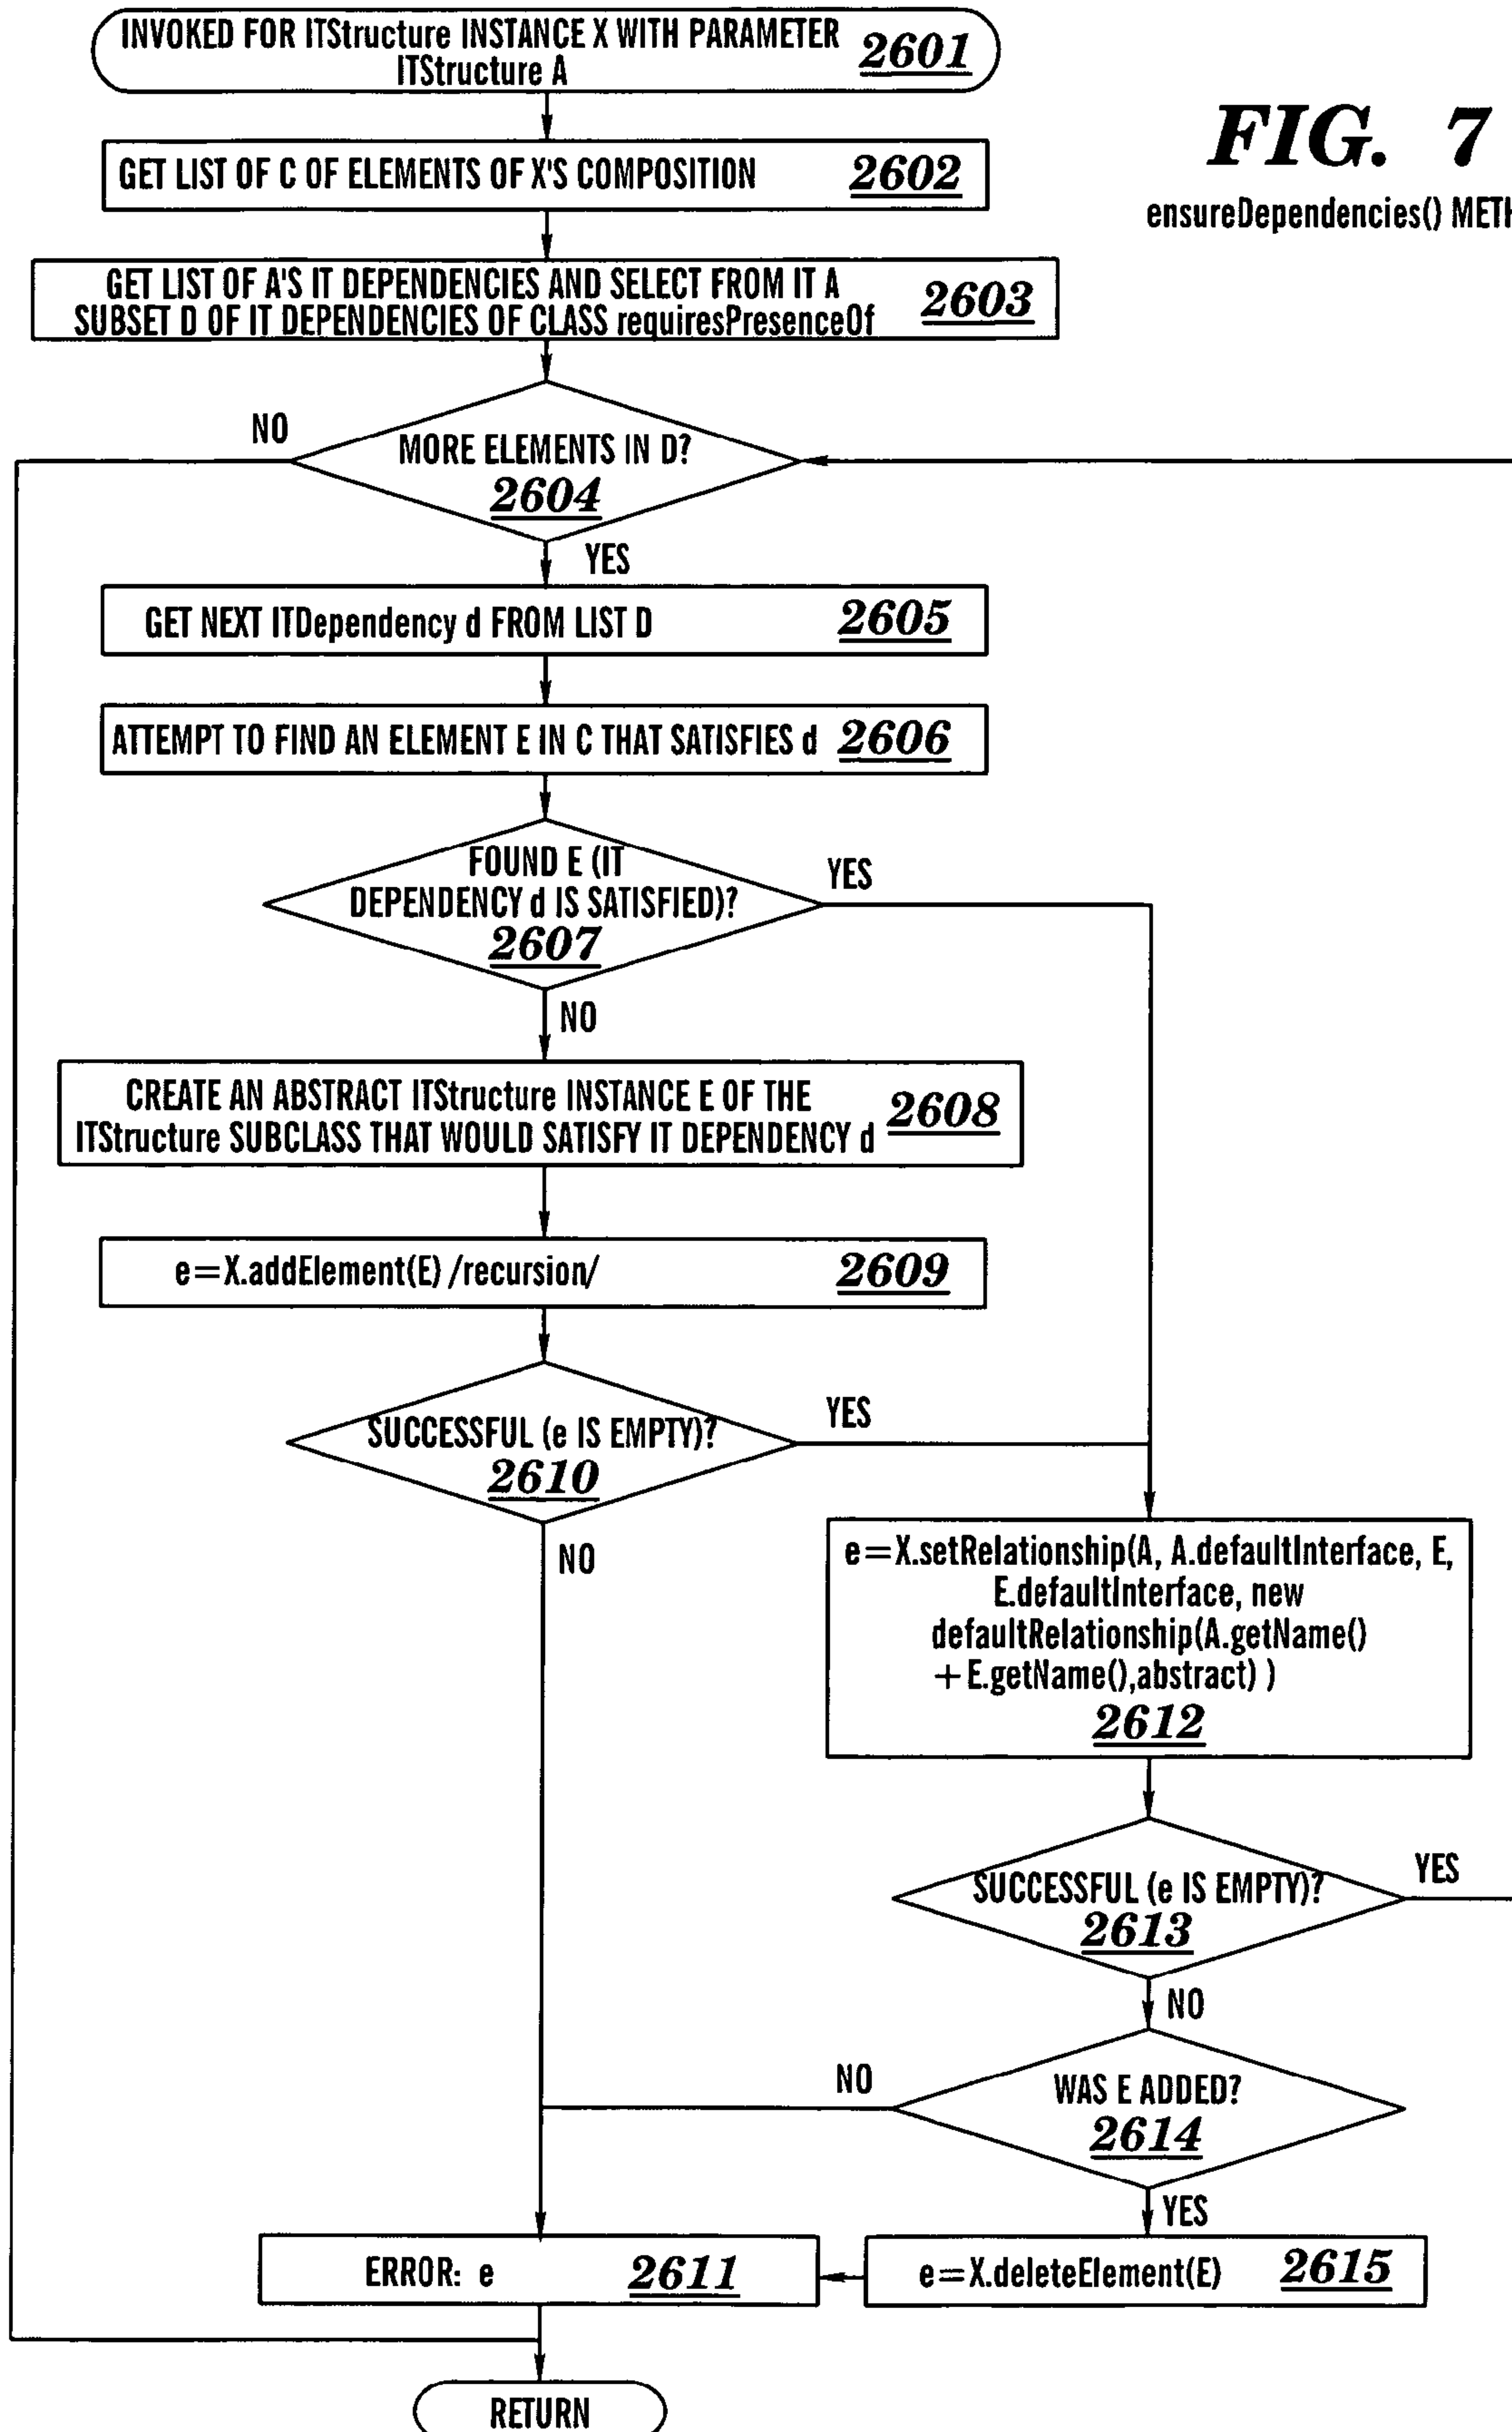 INVOKED FOR ITStructure INSTANCE X WITH PARAMETER
ITStructure A
2601
FIG. 7
ensureDependencies() METH
GET LIST OF C OF ELEMENTS OF X'S COMPOSITION 2602
GET LIST OF A'S IT DEPENDENCIES AND SELECT FROM IT A
SUBSET D OF IT DEPENDENCIES OF CLASS requiresPresenceOf
2603
NO
MORE ELEMENTS IN D?
2604
YES
GET NEXT ITDependency d FROM LIST D 2605
ATTEMPT TO FIND AN ELEMENT E IN C THAT SATISFIES d 2606
FOUND E (IT
DEPENDENCY d IS SATISFIED)?
2607
YES
NO
CREATE AN ABSTRACT ITStructure INSTANCE E OF THE
ITStructure SUBCLASS THAT WOULD SATISFY IT DEPENDENCY d
2608
e=X.addElement(E) /recursion/ 2609
SUCCESSFUL (e IS EMPTY)?
2610
YES
NO
e=X.setRelationship(A, A.defaultInterface, E,
E.defaultInterface, new
defaultRelationship(A.getName()
+E.getName(),abstract) )
2612
SUCCESSFUL (e IS EMPTY)?
2613
YES
NO
WAS E ADDED?
2614
NO
YES
ERROR: e 2611
e=X.deleteElement(E) 2615
RETURN